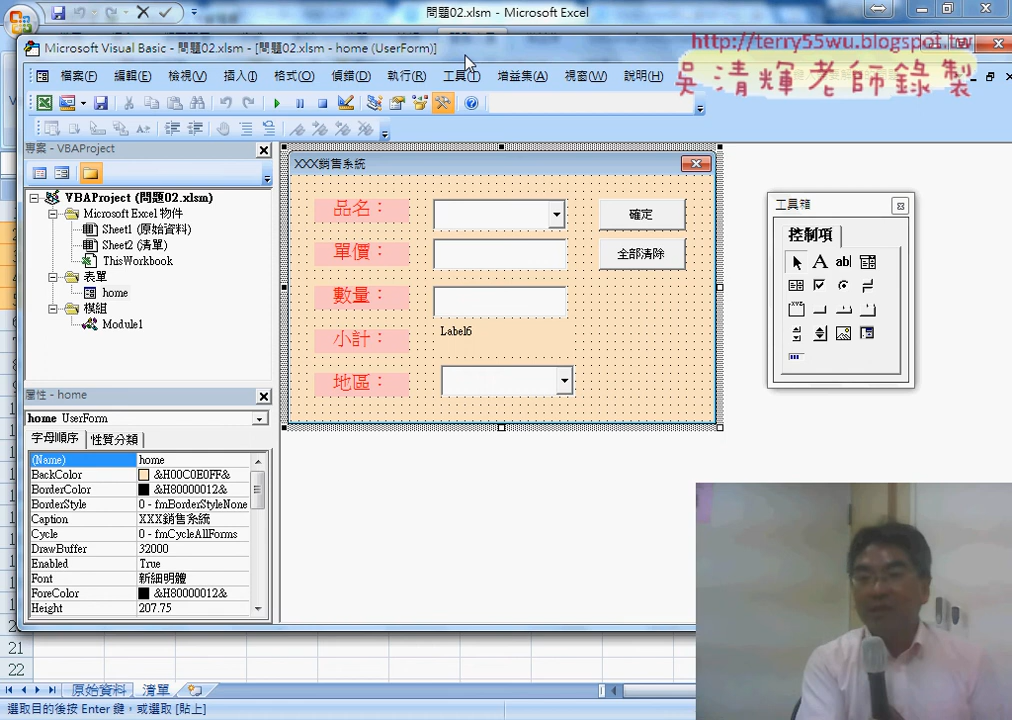 問題02.xlsm - Microsoft Excel
Microsoft Visual Basic - 問題02.xlsm - [問題02.xlsm - home (UserForm)]
http://terry55wu.blogspot.tw
吳清輝老師錄製
檔案(F) 編輯(E) 檢視(V) 插入(I) 格式(O) 偵錯(D) 執行(R) 工具(T) 增益集(A) 視窗(W) 說明(H)
專案 - VBAProject
VBAProject (問題02.xlsm)
Microsoft Excel 物件
Sheet1 (原始資料)
Sheet2 (清單)
ThisWorkbook
表單
home
模組
Module1
XXX銷售系統
品名：
確定
單價：
全部清除
數量：
小計：
Label6
地區：
工具箱
控制項
A
ab|
屬性 - home
home UserForm
字母順序 性質分類
(Name) home
BackColor &H00C0E0FF&
BorderColor &H80000012&
BorderStyle 0 - fmBorderStyleNone
Caption XXX銷售系統
Cycle 0 - fmCycleAllForms
DrawBuffer 32000
Enabled True
Font 新細明體
ForeColor &H80000012&
Height 207.75
21
22
原始資料 清單
選取目的後按 Enter 鍵，或選取 [貼上]